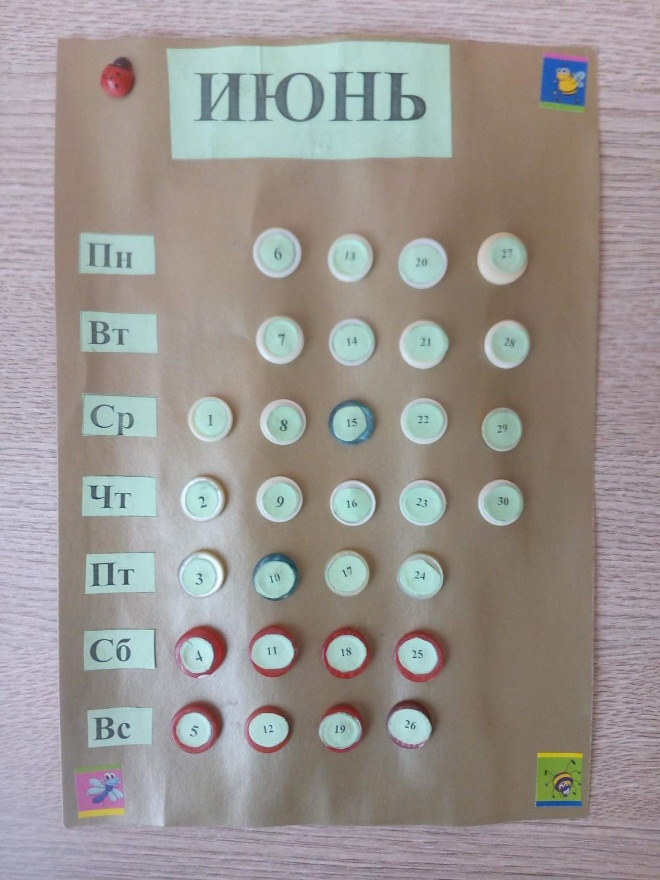 ИЮНЬ
Пн 6 13 20 27
Вт 7 14 21 28
Ср 1 8 15 22 29
Чт 2 9 16 23 30
Пт 3 10 17 24
Сб 4 11 18 25
Вс 5 12 19 26